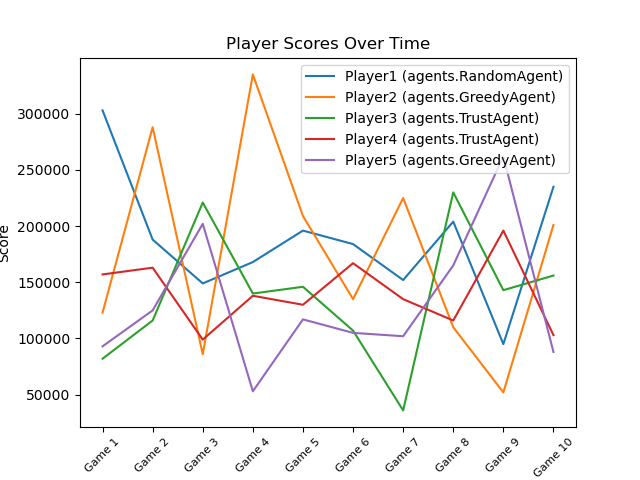 Player Scores Over Time
Player1 (agents.RandomAgent)
Player2 (agents.GreedyAgent)
Player3 (agents.TrustAgent)
Player4 (agents.TrustAgent)
Player5 (agents.GreedyAgent)
Score
300000
250000
200000
150000
100000
50000
Game 1
Game 2
Game 3
Game 4
Game 5
Game 6
Game 7
Game 8
Game 9
Game 10